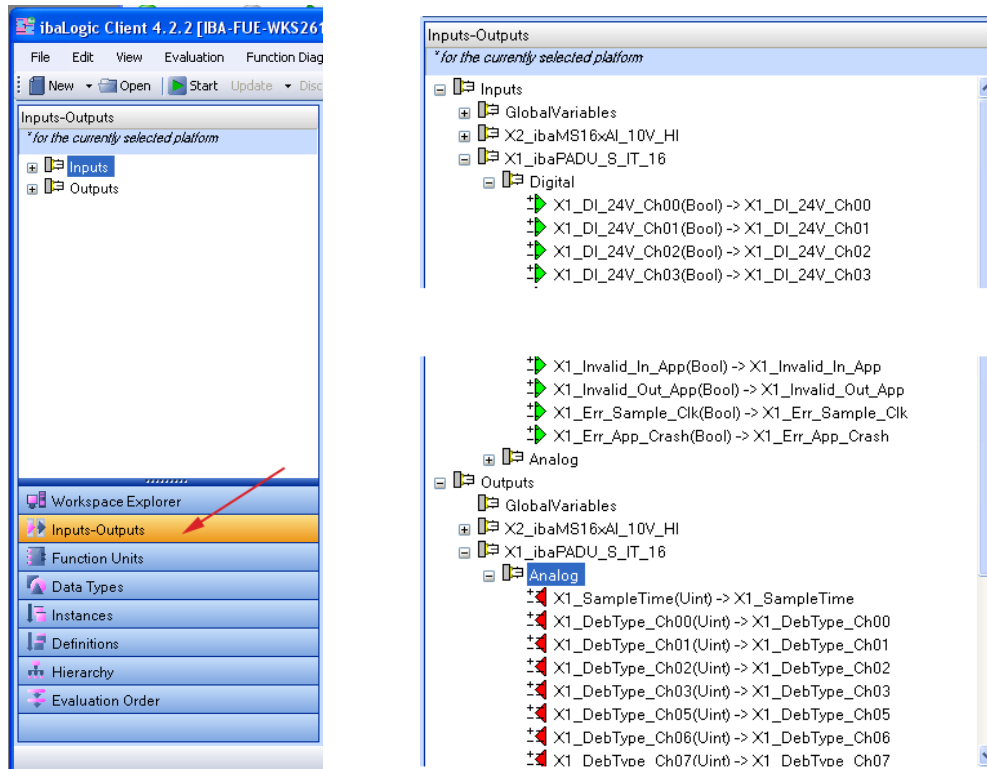 ibaLogic Client 4.2.2 [IBA-FUE-WKS261
File Edit View Evaluation Function Diag
New Open Start Update Disc
Inputs-Outputs
* for the currently selected platform
Inputs
Outputs
Workspace Explorer
Inputs-Outputs
Function Units
Data Types
Instances
Definitions
Hierarchy
Evaluation Order
Inputs-Outputs
* for the currently selected platform
Inputs
GlobalVariables
X2_ibaMS16xAI_10V_HI
X1_ibaPADU_S_IT_16
Digital
X1_DI_24V_Ch00(Bool) -> X1_DI_24V_Ch00
X1_DI_24V_Ch01(Bool) -> X1_DI_24V_Ch01
X1_DI_24V_Ch02(Bool) -> X1_DI_24V_Ch02
X1_DI_24V_Ch03(Bool) -> X1_DI_24V_Ch03
X1_Invalid_In_App(Bool) -> X1_Invalid_In_App
X1_Invalid_Out_App(Bool) -> X1_Invalid_Out_App
X1_Err_Sample_Clk(Bool) -> X1_Err_Sample_Clk
X1_Err_App_Crash(Bool) -> X1_Err_App_Crash
Analog
Outputs
GlobalVariables
X2_ibaMS16xAI_10V_HI
X1_ibaPADU_S_IT_16
Analog
X1_SampleTime(Uint) -> X1_SampleTime
X1_DebType_Ch00(Uint) -> X1_DebType_Ch00
X1_DebType_Ch01(Uint) -> X1_DebType_Ch01
X1_DebType_Ch02(Uint) -> X1_DebType_Ch02
X1_DebType_Ch03(Uint) -> X1_DebType_Ch03
X1_DebType_Ch05(Uint) -> X1_DebType_Ch05
X1_DebType_Ch06(Uint) -> X1_DebType_Ch06
X1_DebType_Ch07(Uint) -> X1_DebType_Ch07